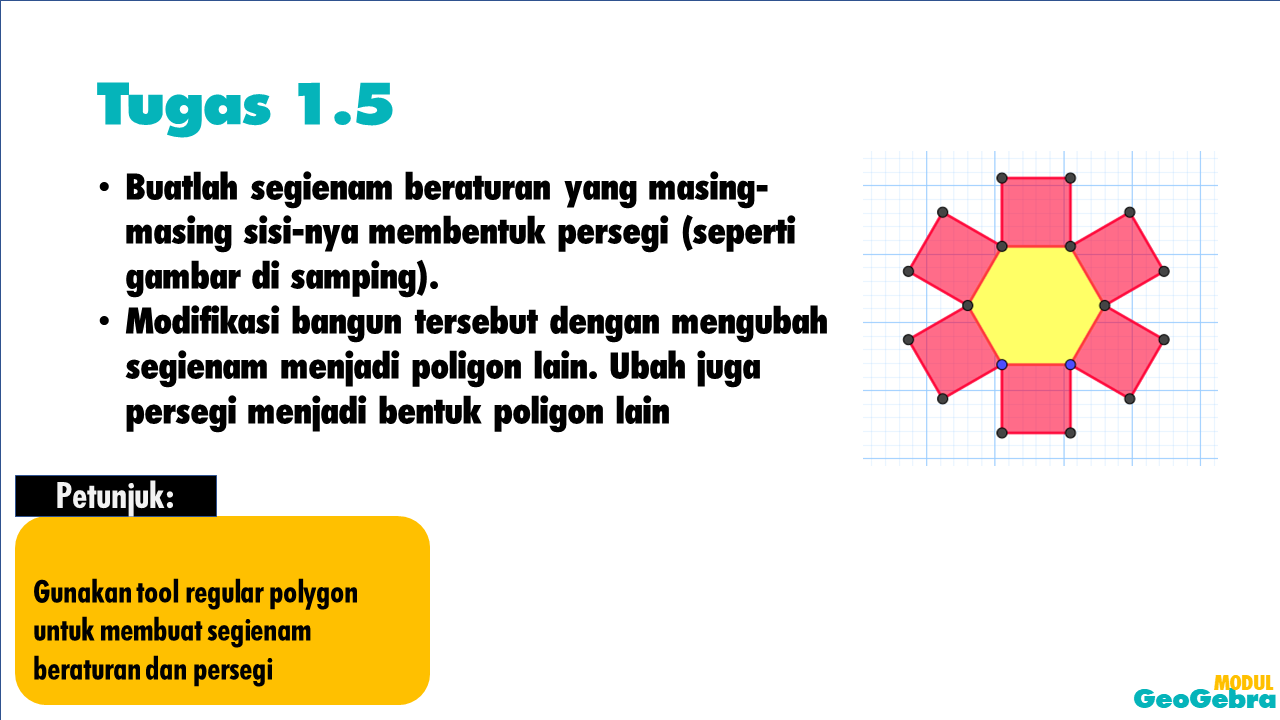 Tugas 1.5
• Buatlah segienam beraturan yang masing-
masing sisi-nya membentuk persegi (seperti
gambar di samping).
• Modifikasi bangun tersebut dengan mengubah
segienam menjadi poligon lain. Ubah juga
persegi menjadi bentuk poligon lain
Petunjuk:
Gunakan tool regular polygon
untuk membuat segienam
beraturan dan persegi
MODUL
GeoGebra